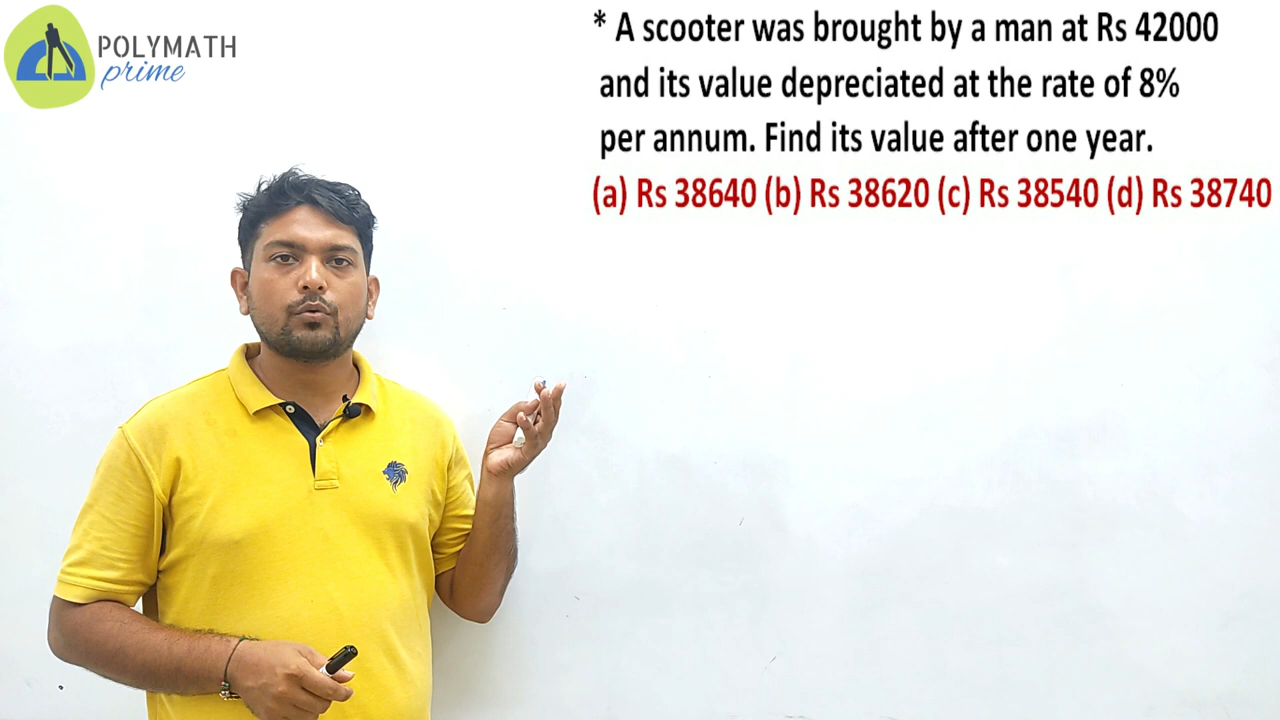 POLYMATH
prime
* A scooter was brought by a man at Rs 42000
and its value depreciated at the rate of 8%
per annum. Find its value after one year.
(a) Rs 38640 (b) Rs 38620 (c) Rs 38540 (d) Rs 38740